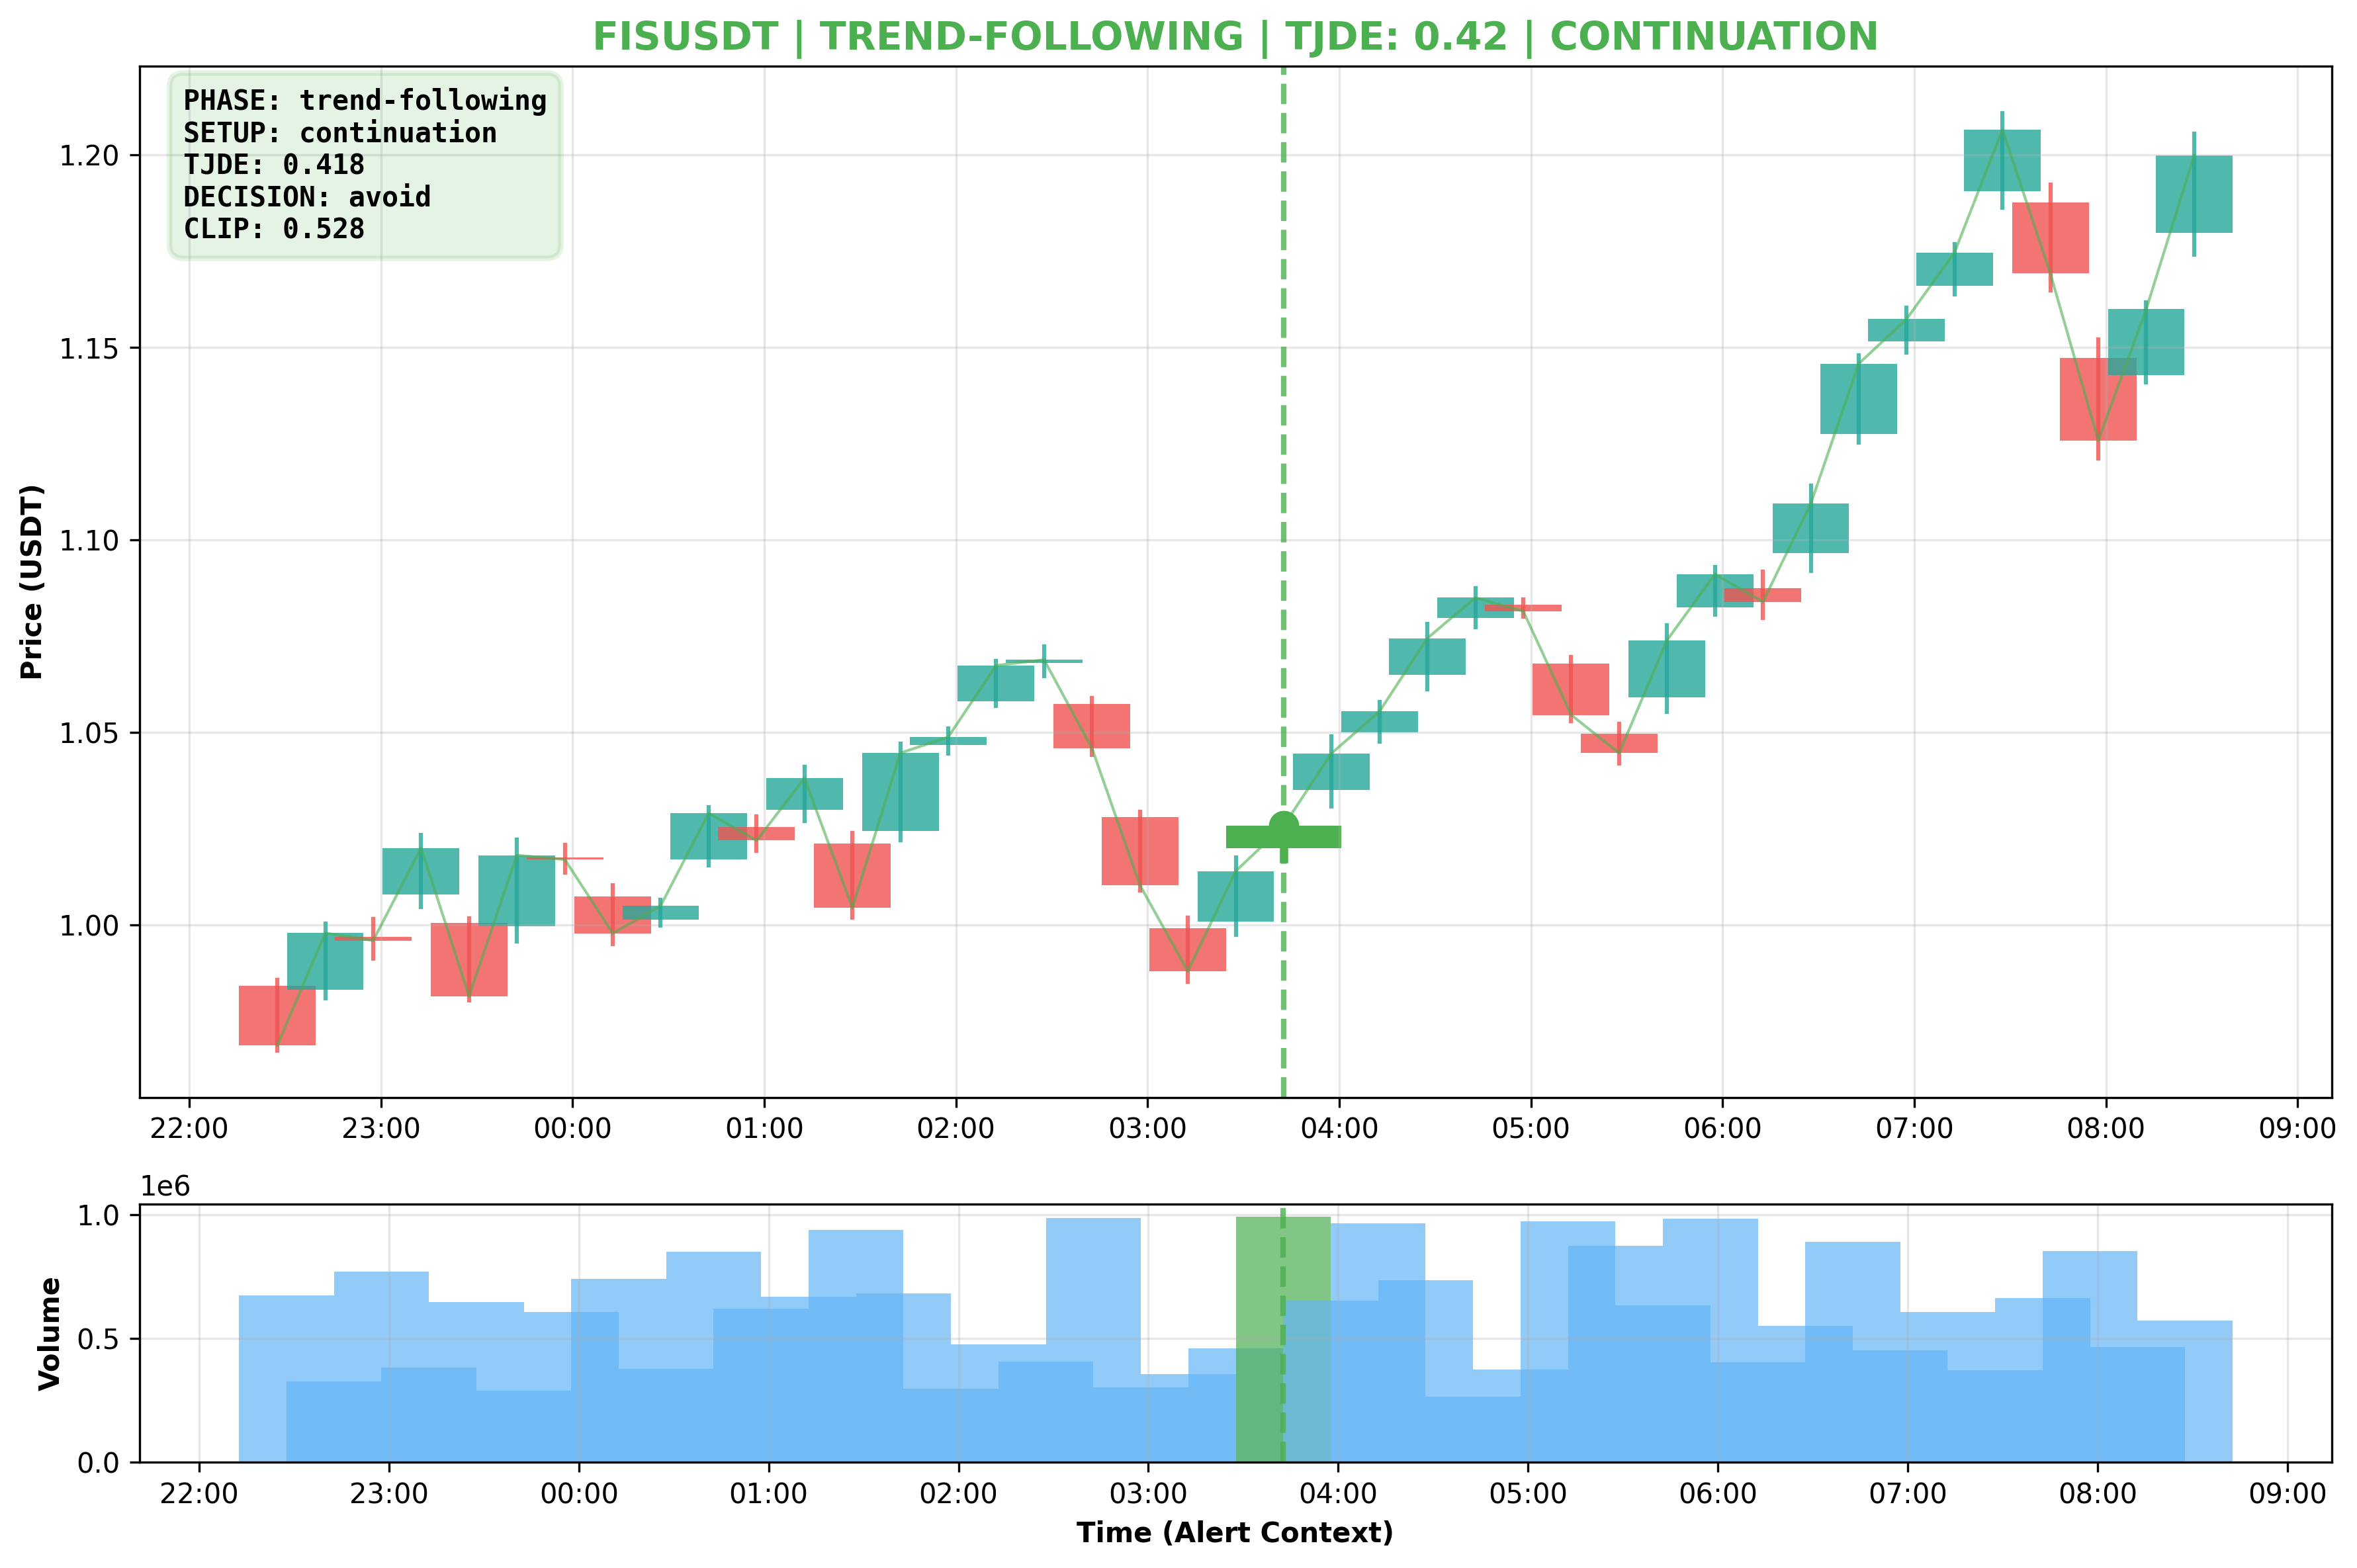 FISUSDT | TREND-FOLLOWING | TJDE: 0.42 | CONTINUATION
PHASE: trend-following
SETUP: continuation
TJDE: 0.418
DECISION: avoid
CLIP: 0.528
Price (USDT)
1.20
1.15
1.10
1.05
1.00
22:00 23:00 00:00 01:00 02:00 03:00 04:00 05:00 06:00 07:00 08:00 09:00
1e6
Volume
1.0
0.5
0.0
22:00 23:00 00:00 01:00 02:00 03:00 04:00 05:00 06:00 07:00 08:00 09:00
Time (Alert Context)